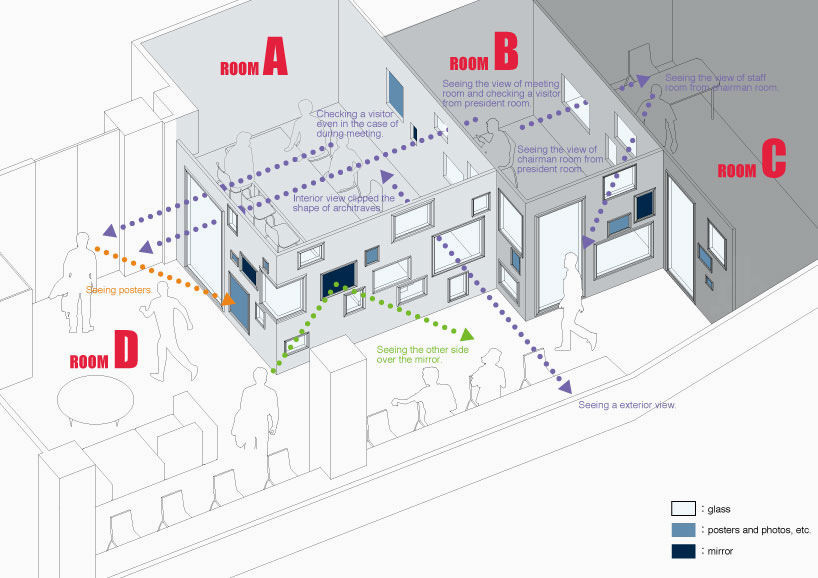 ROOM A
ROOM B
Seeing the view of meeting
room and checking a visitor
from president room.
Seeing the view of staff
room from chairman room.
Checking a visitor
even in the case of
during meeting.
Seeing the view of
chairman room from
president room.
ROOM C
Interior view clipped the
shape of architraves.
Seeing posters.
ROOM D
Seeing the other side
over the mirror.
Seeing a exterior view.
: glass
: posters and photos, etc.
: mirror